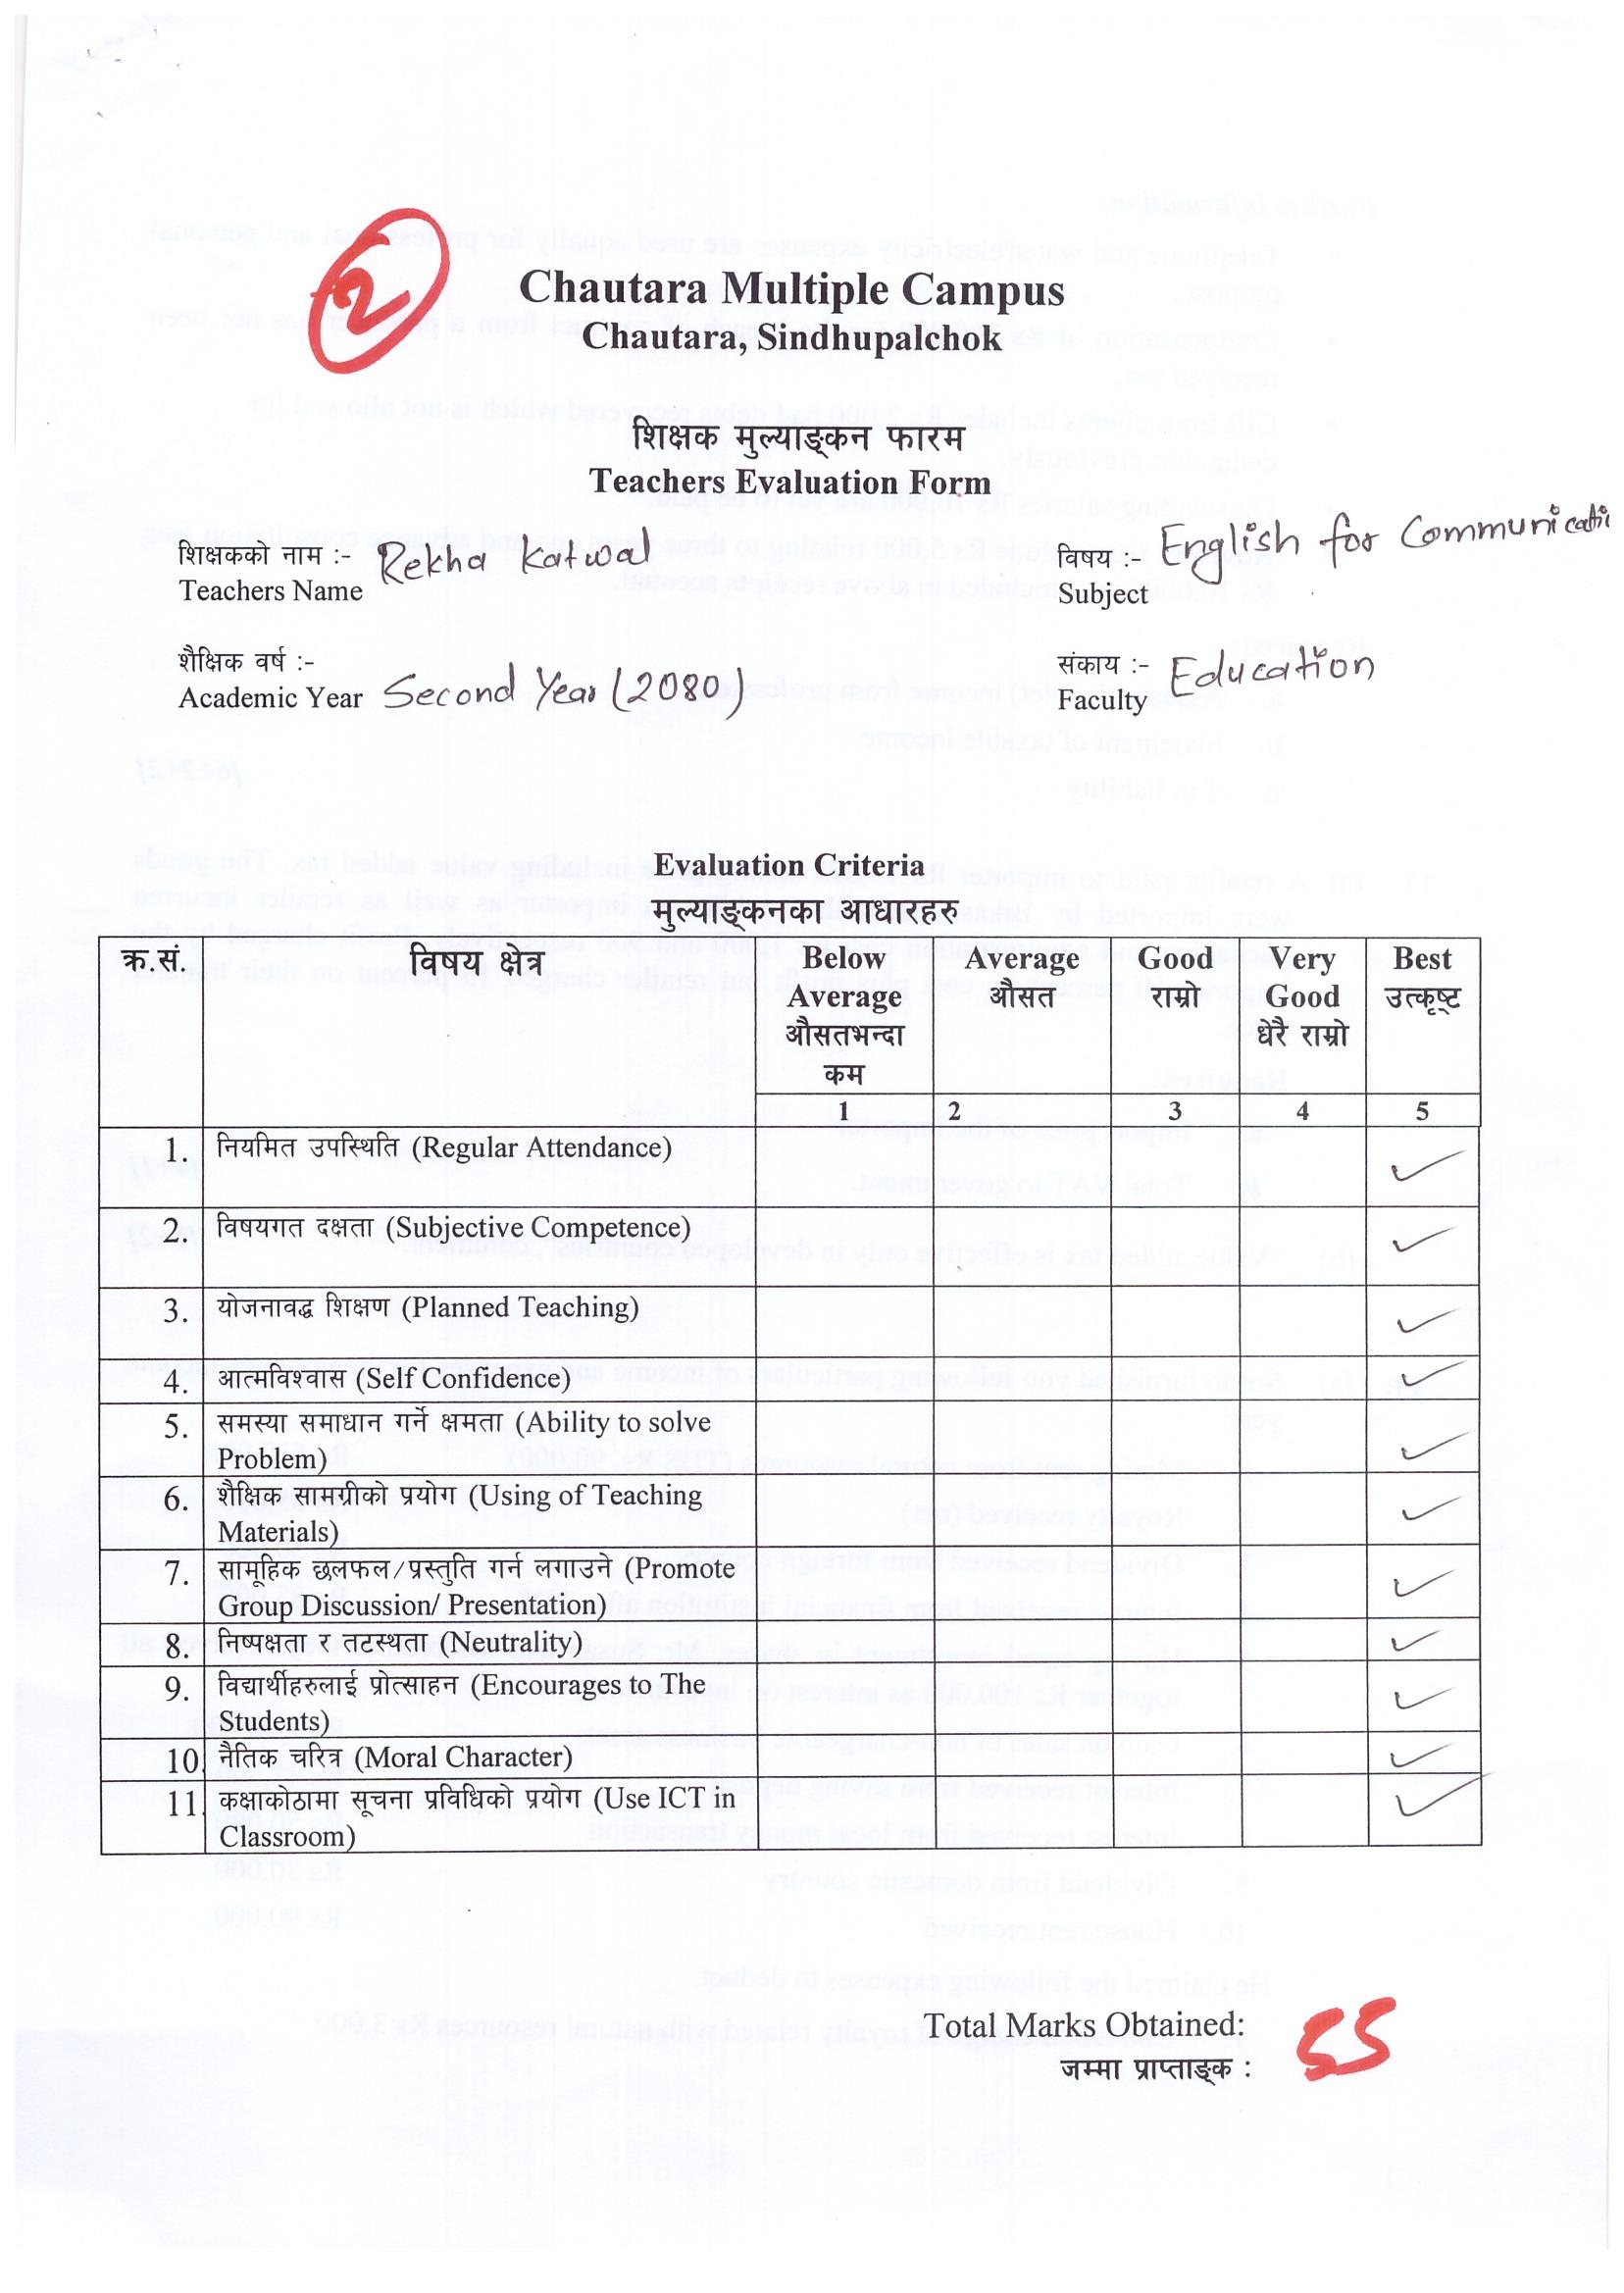 २
Chautara Multiple Campus
Chautara, Sindhupalchok
शिक्षक मुल्याङ्कन फारम
Teachers Evaluation Form
शिक्षकको नाम :- Rekha Katwal
Teachers Name
विषय :- English for Communicati
Subject
शैक्षिक वर्ष :-
Academic Year Second Year (2080)
संकाय :- Education
Faculty
Evaluation Criteria
मुल्याङ्कनका आधारहरु
क्र.सं. विषय क्षेत्र Below Average औसतभन्दा कम Average औसत Good राम्रो Very Good धेरै राम्रो Best उत्कृष्ट
1 2 3 4 5
1. नियमित उपस्थिति (Regular Attendance) ✓
2. विषयगत दक्षता (Subjective Competence) ✓
3. योजनावद्ध शिक्षण (Planned Teaching) ✓
4. आत्मविश्वास (Self Confidence) ✓
5. समस्या समाधान गर्ने क्षमता (Ability to solve
Problem) ✓
6. शैक्षिक सामग्रीको प्रयोग (Using of Teaching
Materials) ✓
7. सामूहिक छलफल/प्रस्तुति गर्न लगाउने (Promote
Group Discussion/ Presentation) ✓
8. निष्पक्षता र तटस्थता (Neutrality) ✓
9. विद्यार्थीहरुलाई प्रोत्साहन (Encourages to The
Students) ✓
10. नैतिक चरित्र (Moral Character) ✓
11. कक्षाकोठामा सूचना प्रविधिको प्रयोग (Use ICT in
Classroom) ✓
Total Marks Obtained: 55
जम्मा प्राप्ताङ्क :